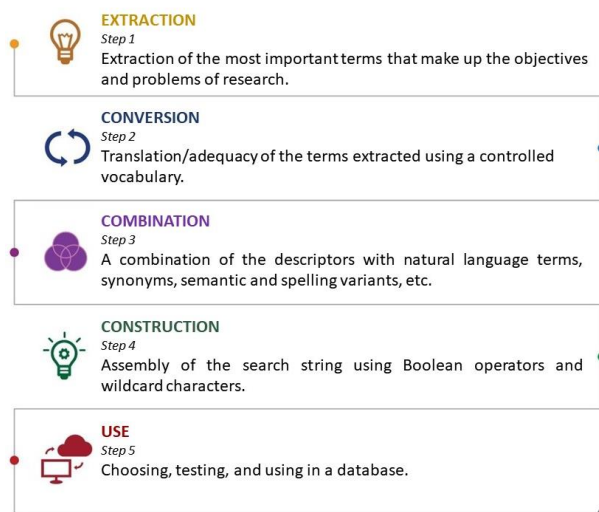 EXTRACTION
Step 1
Extraction of the most important terms that make up the objectives
and problems of research.
CONVERSION
Step 2
Translation/adequacy of the terms extracted using a controlled
vocabulary.
COMBINATION
Step 3
A combination of the descriptors with natural language terms,
synonyms, semantic and spelling variants, etc.
CONSTRUCTION
Step 4
Assembly of the search string using Boolean operators and
wildcard characters.
USE
Step 5
Choosing, testing, and using in a database.